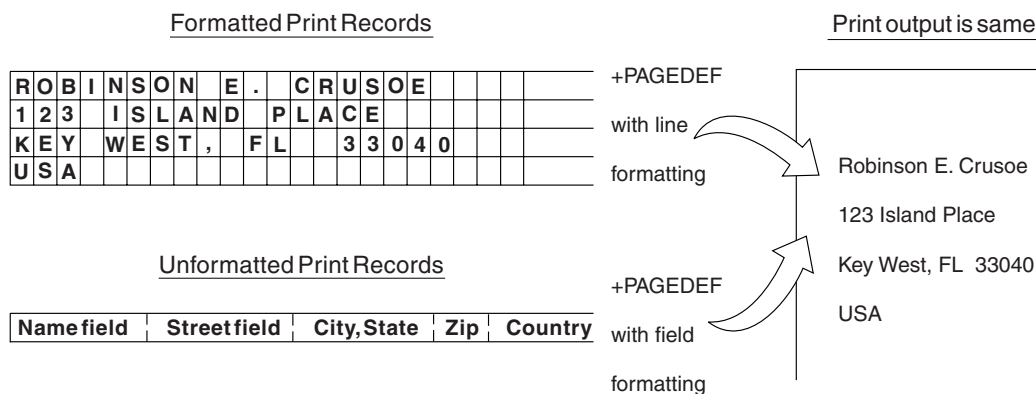 Formatted Print Records
ROBINSON E. CRUSOE
123 ISLAND PLACE
KEY WEST, FL  33040
USA
+PAGEDEF
with line
formatting
Unformatted Print Records
Name field Street field City, State Zip Country
+PAGEDEF
with field
formatting
Print output is same
Robinson E. Crusoe
123 Island Place
Key West, FL  33040
USA